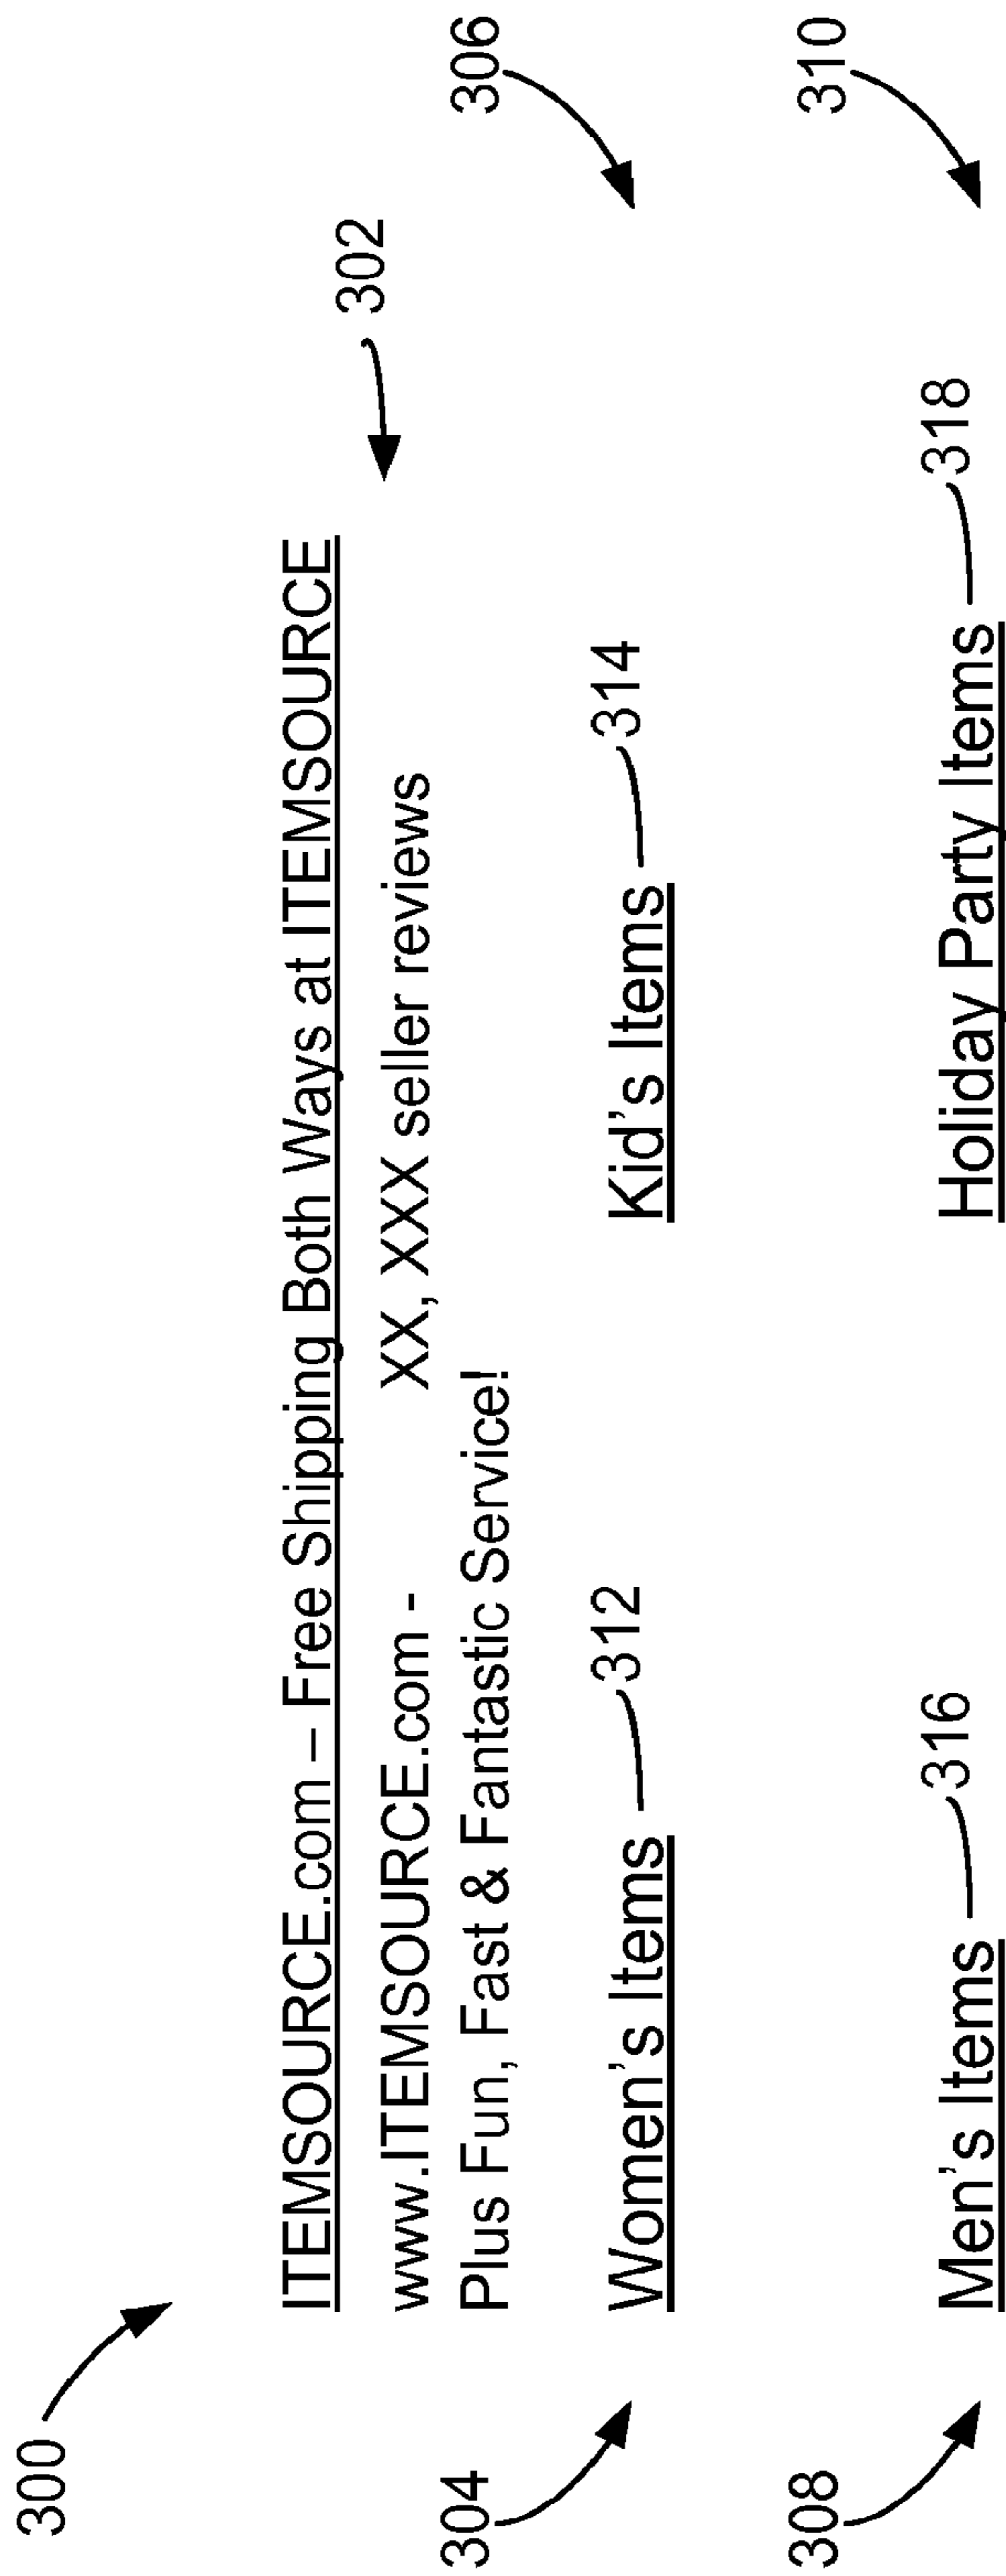 300
302
ITEMSOURCE.com – Free Shipping Both Ways at ITEMSOURCE
www.ITEMSOURCE.com - XX, XXX seller reviews
Plus Fun, Fast & Fantastic Service!
304 306
Women's Items 312 Kid's Items 314
308 310
Men's Items 316 Holiday Party Items 318